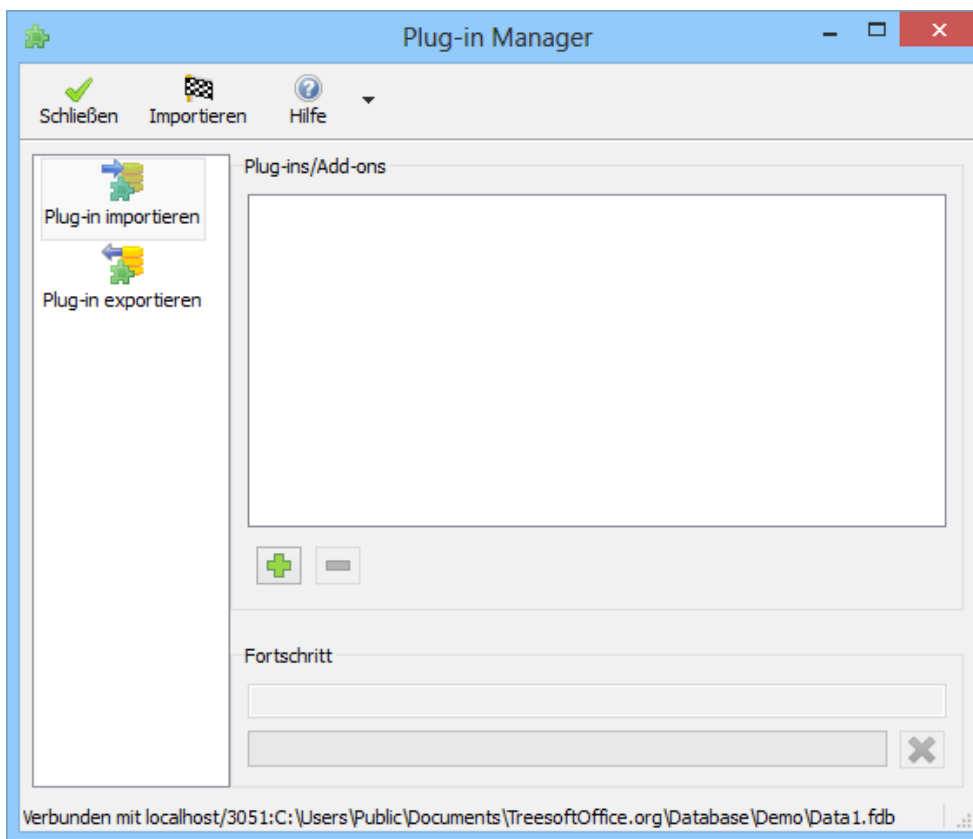 Plug-in Manager
Schließen Importieren Hilfe
Plug-in importieren
Plug-in exportieren
Plug-ins/Add-ons
Fortschritt
Verbunden mit localhost/3051:C:\Users\Public\Documents\TreesoftOffice.org\Database\Demo\Data1.fdb